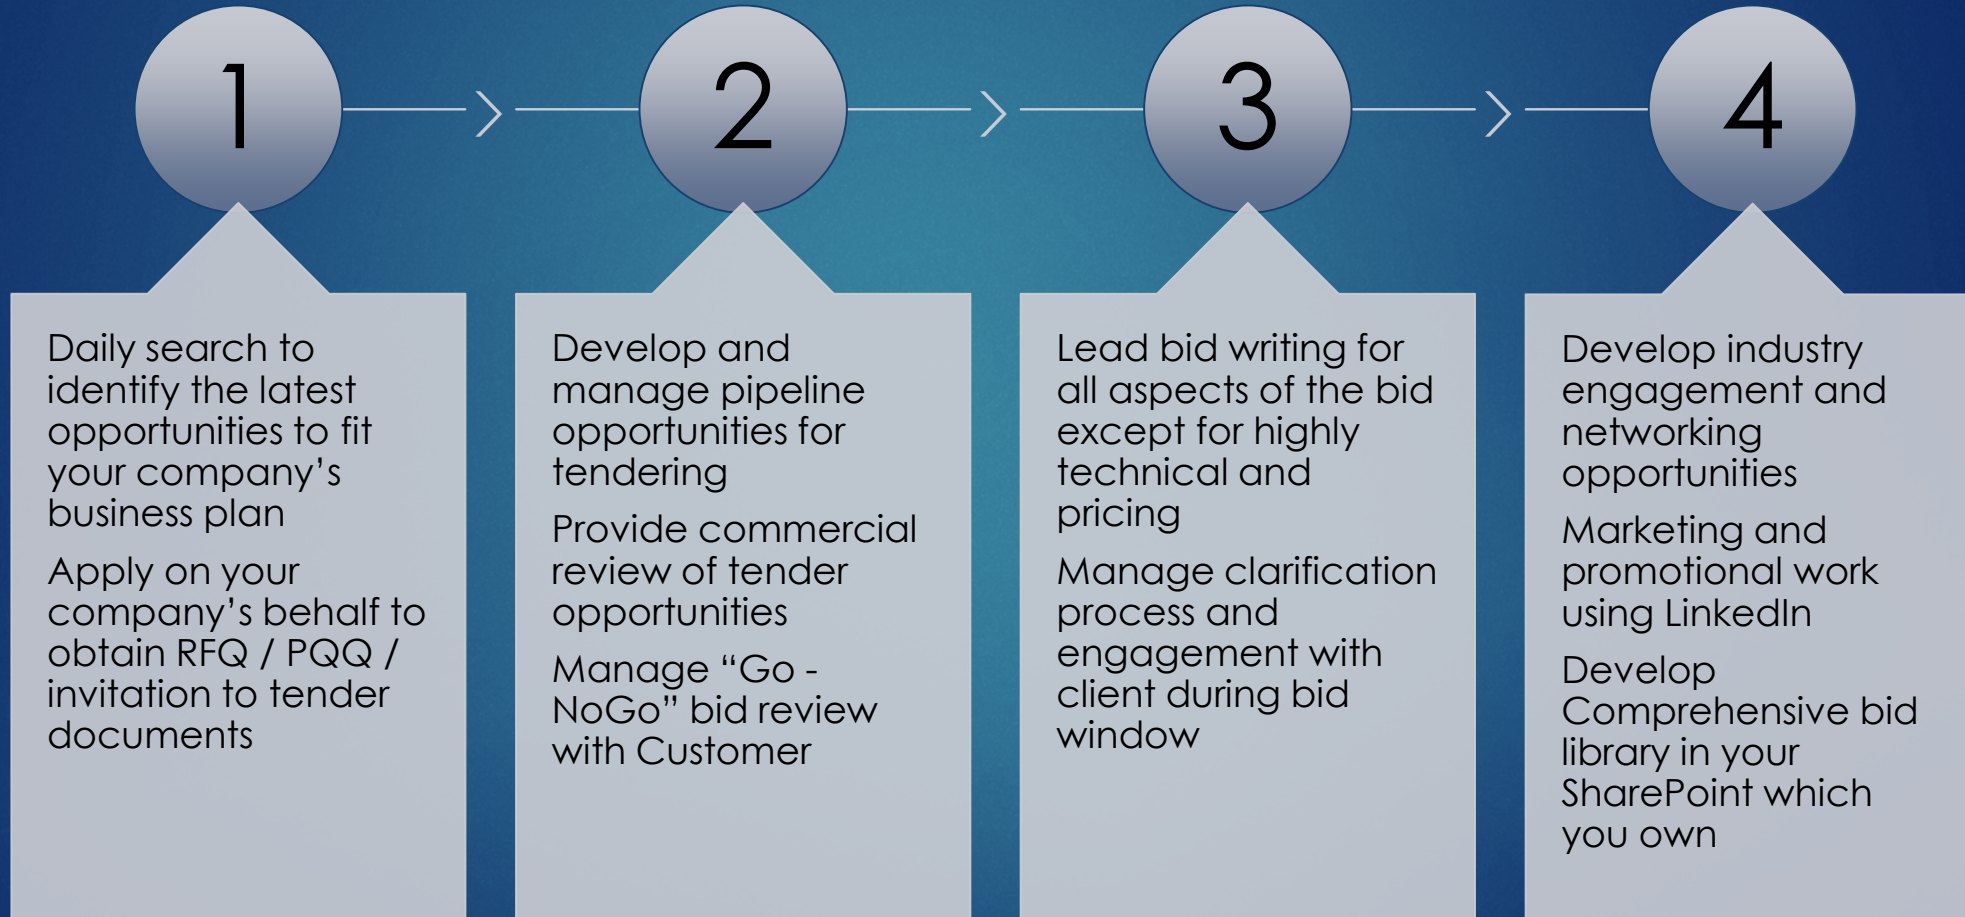 1
Daily search to
identify the latest
opportunities to fit
your company’s
business plan
Apply on your
company’s behalf to
obtain RFQ / PQQ /
invitation to tender
documents
2
Develop and
manage pipeline
opportunities for
tendering
Provide commercial
review of tender
opportunities
Manage “Go -
NoGo” bid review
with Customer
3
Lead bid writing for
all aspects of the bid
except for highly
technical and
pricing
Manage clarification
process and
engagement with
client during bid
window
4
Develop industry
engagement and
networking
opportunities
Marketing and
promotional work
using LinkedIn
Develop
Comprehensive bid
library in your
SharePoint which
you own